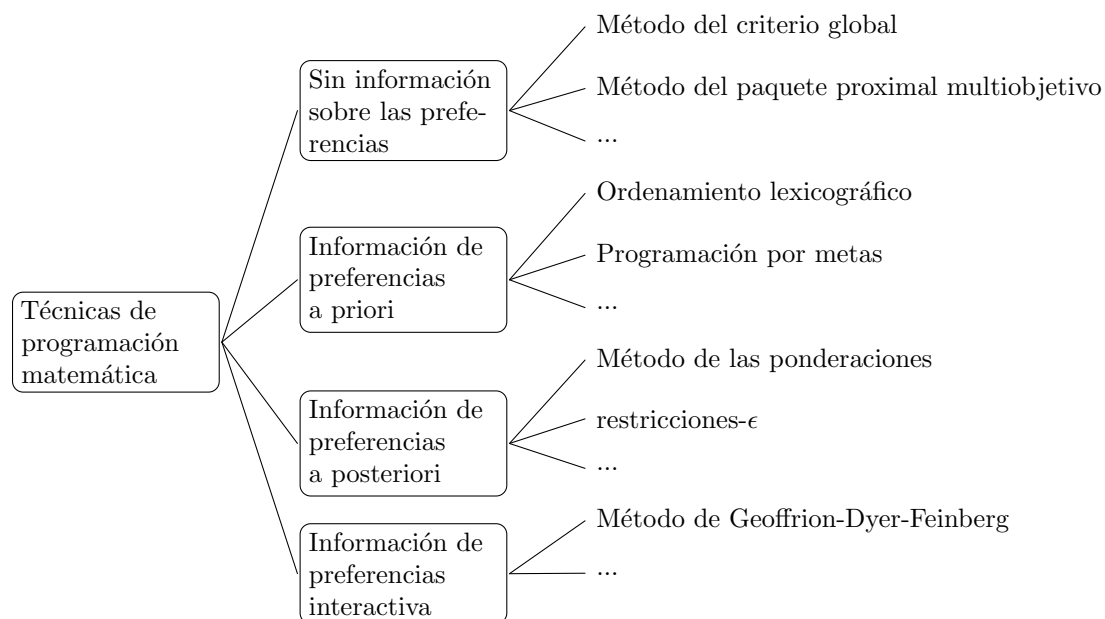 Técnicas de
programación
matemática
Sin información
sobre las prefe-
rencias
Método del criterio global
Método del paquete proximal multiobjetivo
...
Información de
preferencias
a priori
Ordenamiento lexicográfico
Programación por metas
...
Información de
preferencias
a posteriori
Método de las ponderaciones
restricciones-ϵ
...
Información de
preferencias
interactiva
Método de Geoffrion-Dyer-Feinberg
...